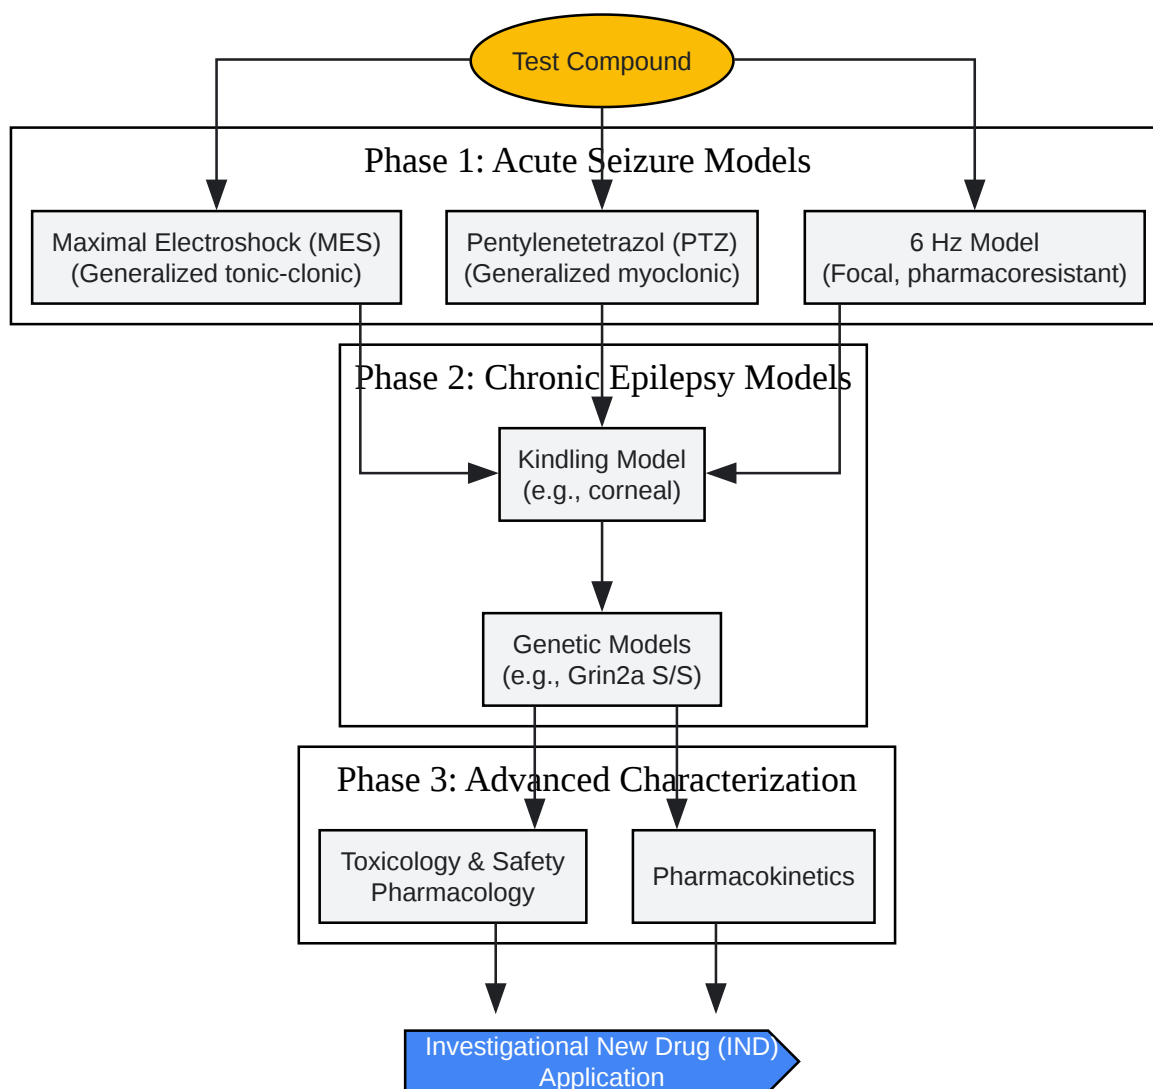 Test Compound
Phase 1: Acute Seizure Models
Maximal Electroshock (MES)
(Generalized tonic-clonic)
Pentylenetetrazol (PTZ)
(Generalized myoclonic)
6 Hz Model
(Focal, pharmacoresistant)
Phase 2: Chronic Epilepsy Models
Kindling Model
(e.g., corneal)
Genetic Models
(e.g., Grin2a S/S)
Phase 3: Advanced Characterization
Toxicology & Safety
Pharmacology
Pharmacokinetics
Investigational New Drug (IND)
Application